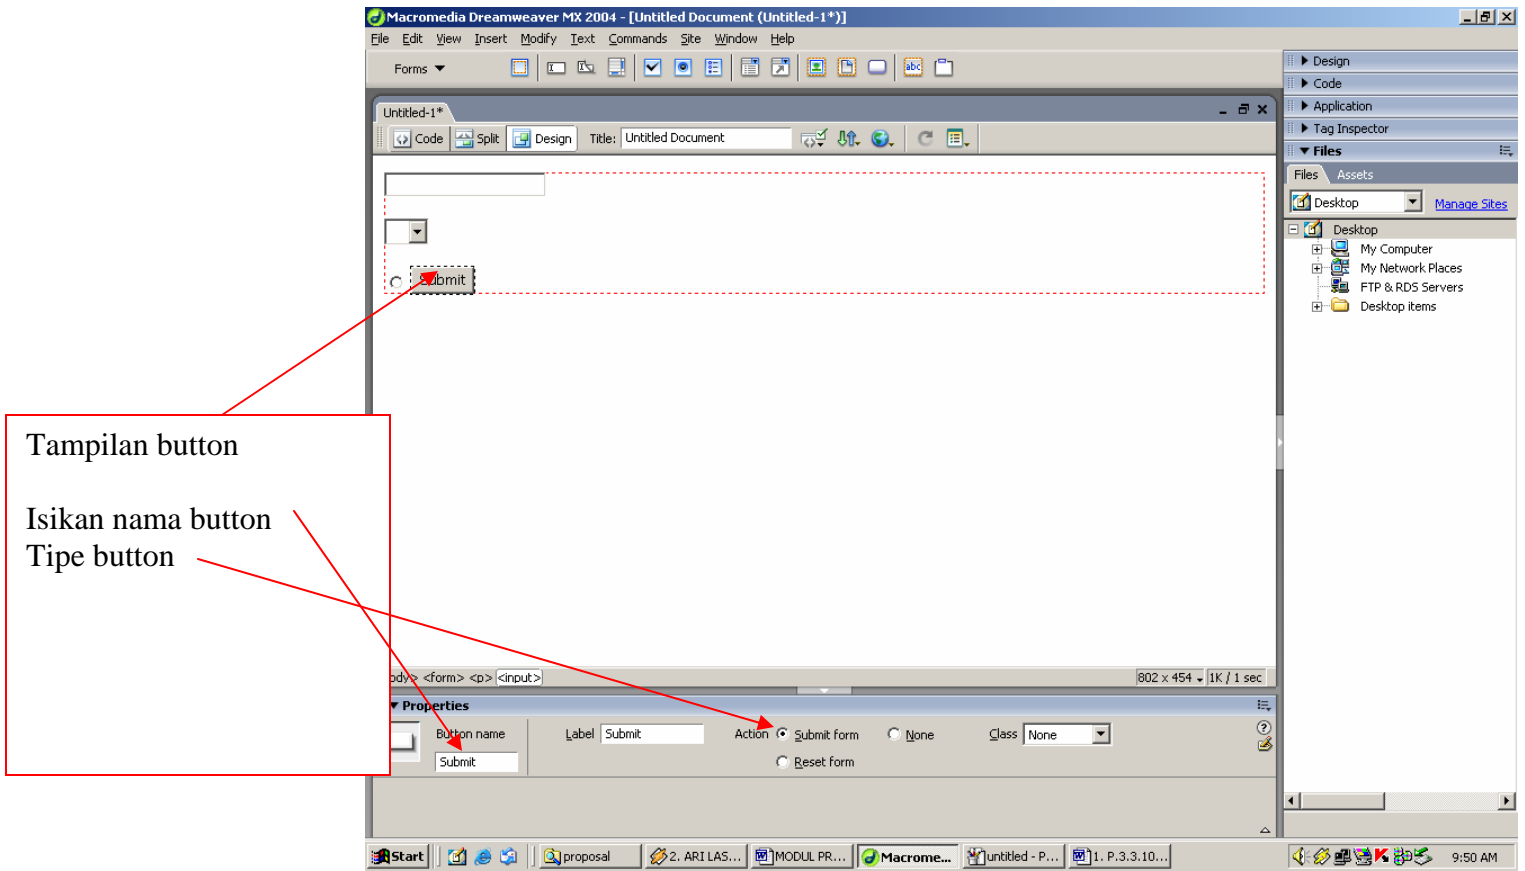 Macromedia Dreamweaver MX 2004 - [Untitled Document (Untitled-1*)]
File Edit View Insert Modify Text Commands Site Window Help
Forms
abc
Untitled-1*
Code Split Design Title: Untitled Document
Submit
Tampilan button
Isikan nama button
Tipe button
<form> <p> <input>
802 x 454 1K / 1 sec
Properties
Button name
Submit
Label Submit
Action Submit form None
Reset form
Class None
Design
Code
Application
Tag Inspector
Files
Files Assets
Desktop Manage Sites
Desktop
My Computer
My Network Places
FTP & RDS Servers
Desktop items
Start proposal 2. ARI LAS... MODUL PR... Macrome... untitled - P... 1. P.3.3.10... 9:50 AM